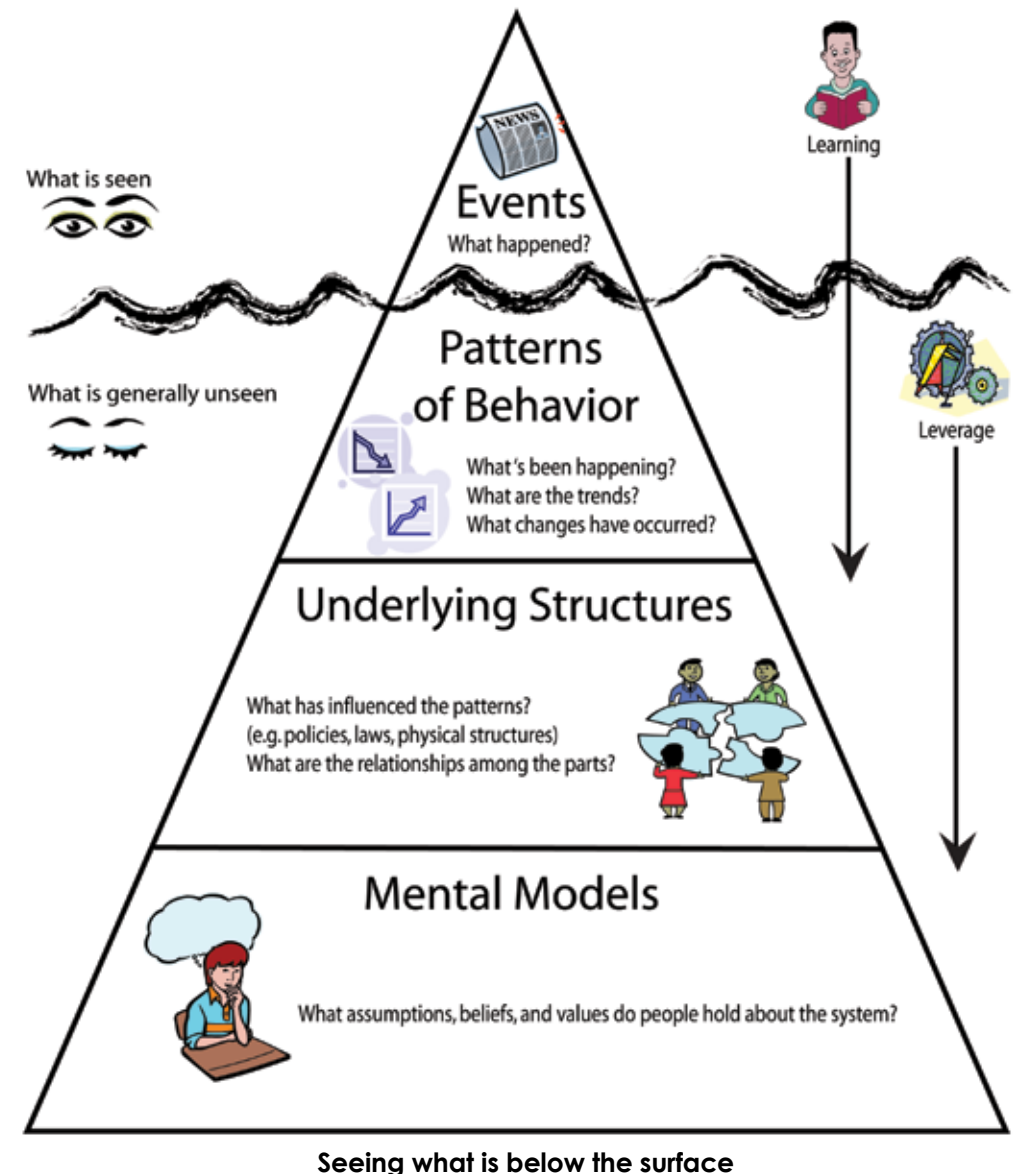 NEWS
Events
What happened?
Learning
What is seen
What is generally unseen
Patterns
of Behavior
What's been happening?
What are the trends?
What changes have occurred?
Leverage
Underlying Structures
What has influenced the patterns?
(e.g. policies, laws, physical structures)
What are the relationships among the parts?
Mental Models
What assumptions, beliefs, and values do people hold about the system?
Seeing what is below the surface